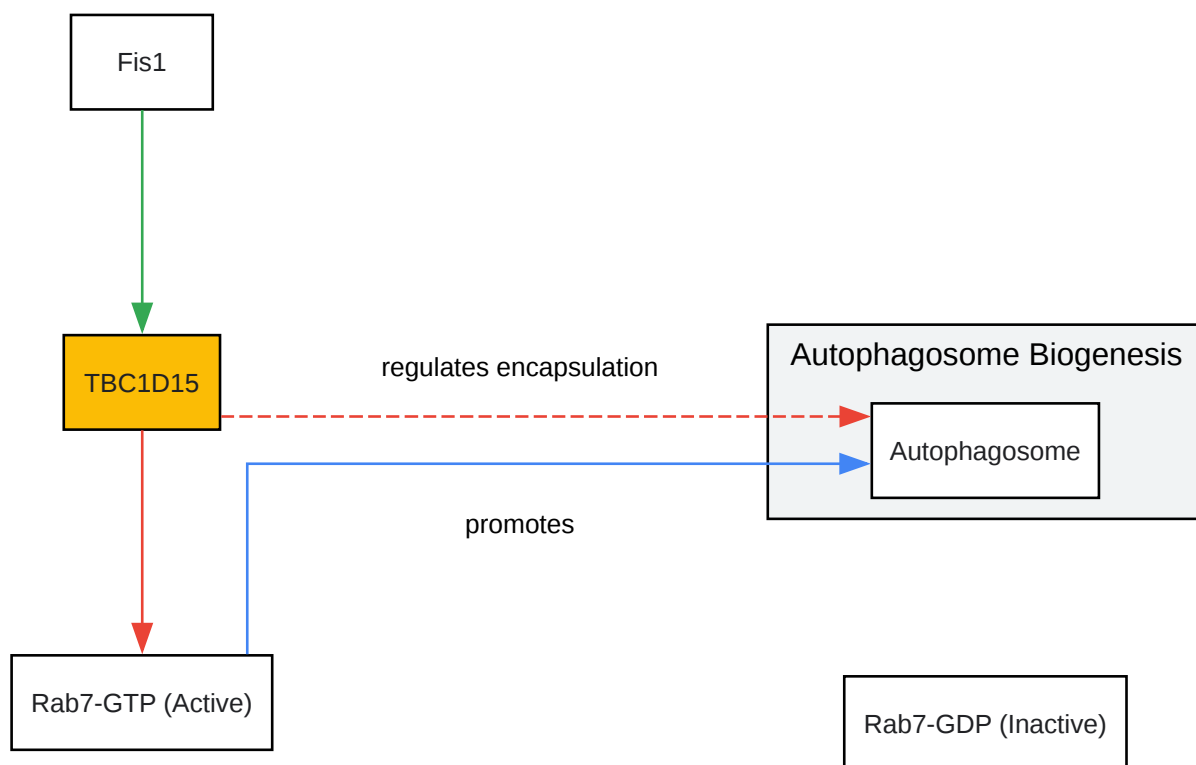 Fis1
TBC1D15
regulates encapsulation
Autophagosome Biogenesis
Autophagosome
promotes
Rab7-GTP (Active)
Rab7-GDP (Inactive)